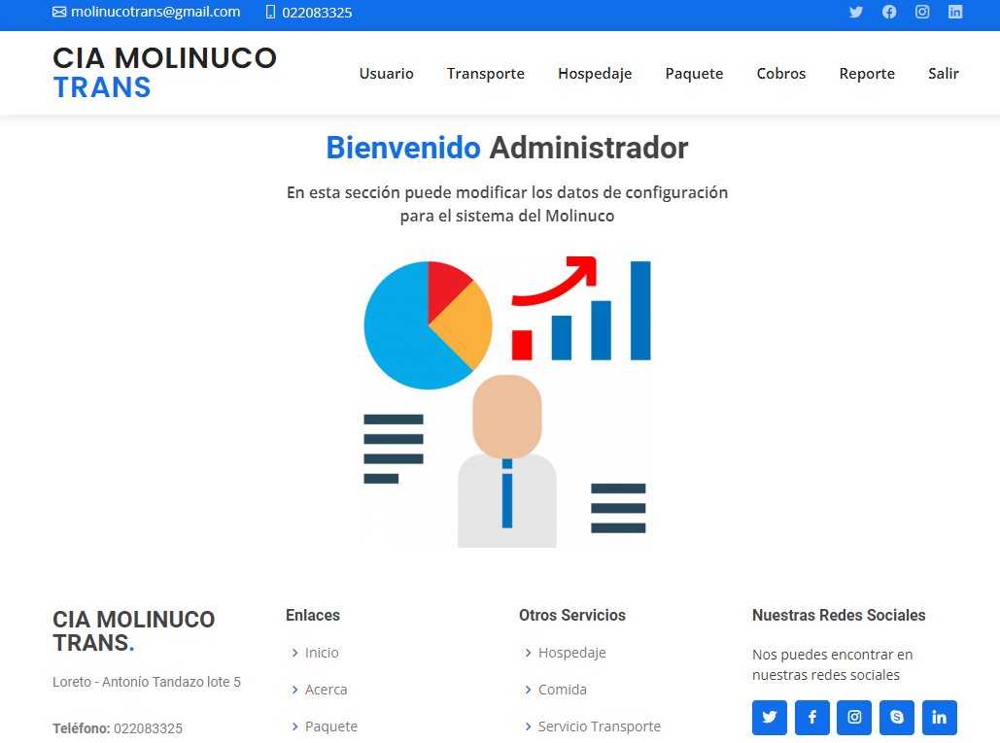 molinucotrans@gmail.com 022083325
CIA MOLINUCO
TRANS
Usuario Transporte Hospedaje Paquete Cobros Reporte Salir
Bienvenido Administrador
En esta sección puede modificar los datos de configuración
para el sistema del Molinuco
CIA MOLINUCO
TRANS.
Loreto - Antonío Tandazo lote 5
Teléfono: 022083325
Enlaces
Inicio
Acerca
Paquete
Otros Servicios
Hospedaje
Comida
Servicio Transporte
Nuestras Redes Sociales
Nos puedes encontrar en
nuestras redes sociales